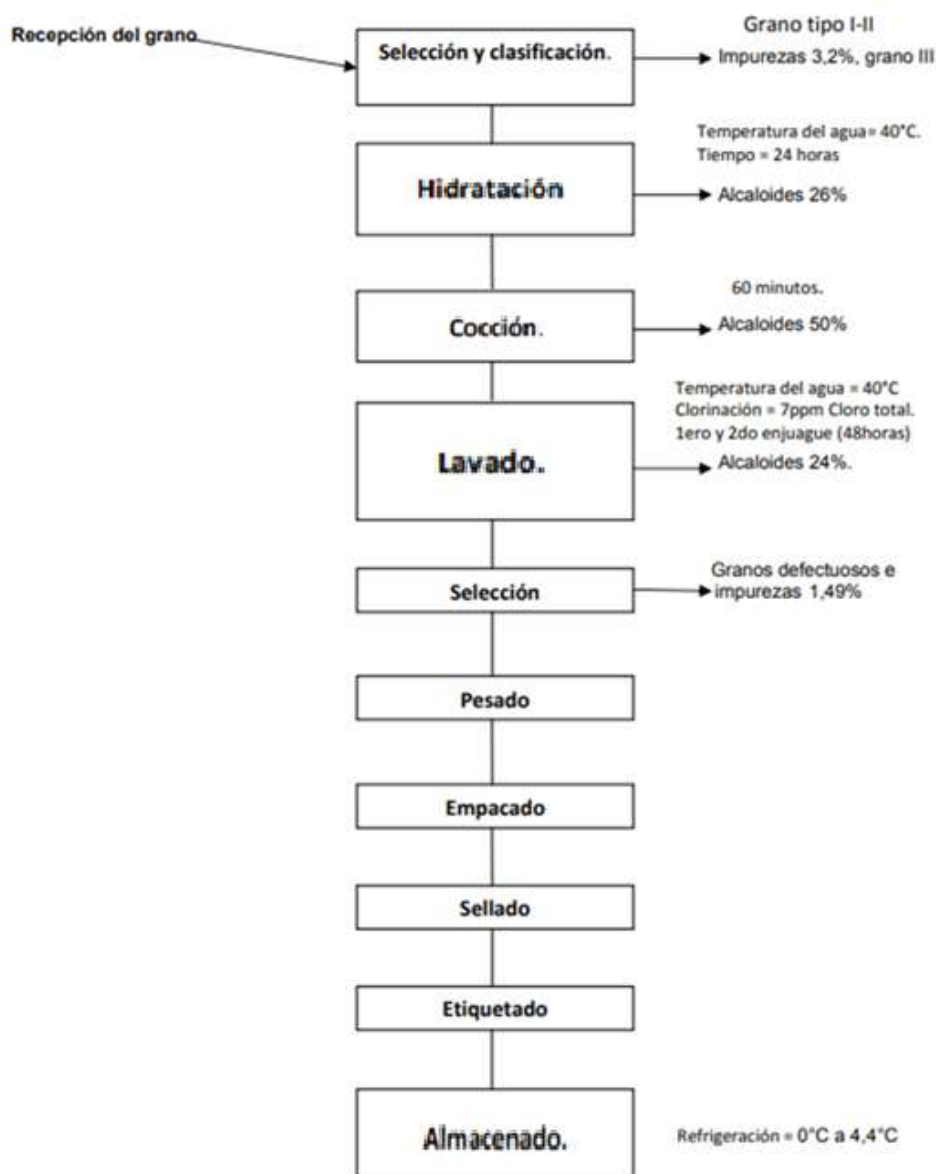 Recepción del grano
Selección y clasificación.
Grano tipo I-II
Impurezas 3,2%, grano III
Hidratación
Temperatura del agua= 40°C.
Tiempo = 24 horas
Alcaloides 26%
Cocción.
60 minutos.
Alcaloides 50%
Lavado.
Temperatura del agua = 40°C
Clorinación = 7ppm Cloro total.
1ero y 2do enjuague (48horas)
Alcaloides 24%.
Selección
Granos defectuosos e
impurezas 1,49%
Pesado
Empacado
Sellado
Etiquetado
Almacenado.
Refrigeración = 0°C a 4,4°C